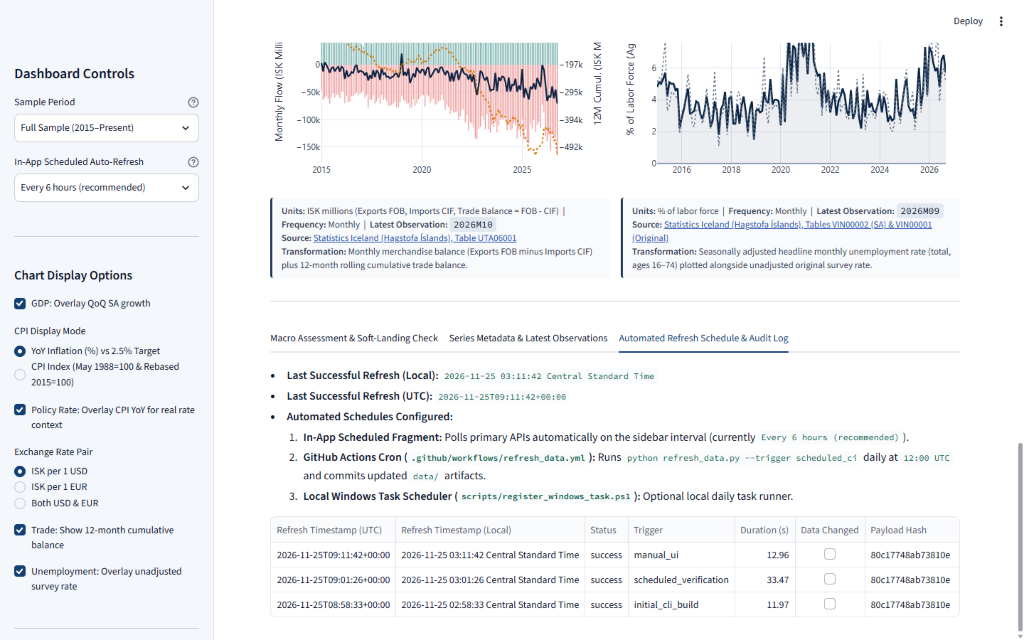 Deploy
Dashboard Controls
Sample Period
Full Sample (2015–Present)
In-App Scheduled Auto-Refresh
Every 6 hours (recommended)
Chart Display Options
GDP: Overlay QoQ SA growth
CPI Display Mode
YoY Inflation (%) vs 2.5% Target
CPI Index (May 1988=100 & Rebased
2015=100)
Policy Rate: Overlay CPI YoY for real rate
context
Exchange Rate Pair
ISK per 1 USD
ISK per 1 EUR
Both USD & EUR
Trade: Show 12-month cumulative
balance
Unemployment: Overlay unadjusted
survey rate
Monthly Flow (ISK Milli
0
−50k
−100k
−150k
2015
2020
2025
−197k
−295k
−394k
−492k
12M Cumul. (ISK M
% of Labor Force (Ag
6
4
2
0
2016
2018
2020
2022
2024
2026
Units: ISK millions (Exports FOB, Imports CIF, Trade Balance = FOB - CIF) |
Frequency: Monthly | Latest Observation: 2026M10
Source: Statistics Iceland (Hagstofa Íslands), Table UTA06001
Transformation: Monthly merchandise balance (Exports FOB minus Imports CIF)
plus 12-month rolling cumulative trade balance.
Units: % of labor force | Frequency: Monthly | Latest Observation: 2026M09
Source: Statistics Iceland (Hagstofa Íslands), Tables VIN00002 (SA) & VIN00001
(Original)
Transformation: Seasonally adjusted headline monthly unemployment rate (total,
ages 16–74) plotted alongside unadjusted original survey rate.
Macro Assessment & Soft-Landing Check Series Metadata & Latest Observations Automated Refresh Schedule & Audit Log
• Last Successful Refresh (Local): 2026-11-25 03:11:42 Central Standard Time
• Last Successful Refresh (UTC): 2026-11-25T09:11:42+00:00
• Automated Schedules Configured:
1. In-App Scheduled Fragment: Polls primary APIs automatically on the sidebar interval (currently Every 6 hours (recommended) ).
2. GitHub Actions Cron ( .github/workflows/refresh_data.yml ): Runs python refresh_data.py --trigger scheduled_ci daily at 12:00 UTC
and commits updated data/ artifacts.
3. Local Windows Task Scheduler ( scripts/register_windows_task.ps1 ): Optional local daily task runner.
Refresh Timestamp (UTC) Refresh Timestamp (Local) Status Trigger Duration (s) Data Changed Payload Hash
2026-11-25T09:11:42+00:00 2026-11-25 03:11:42 Central Standard Time success manual_ui 12.96 80c17748ab73810e
2026-11-25T09:01:26+00:00 2026-11-25 03:01:26 Central Standard Time success scheduled_verification 33.47 80c17748ab73810e
2026-11-25T08:58:33+00:00 2026-11-25 02:58:33 Central Standard Time success initial_cli_build 11.97 80c17748ab73810e